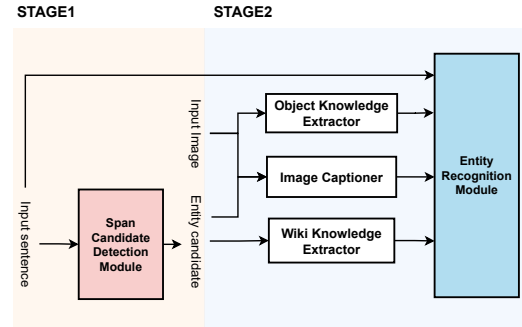 STAGE1
STAGE2
Input sentence
Span
Candidate
Detection
Module
Input Image
Entity candidate
Object Knowledge
Extractor
Image Captioner
Wiki Knowledge
Extractor
Entity
Recognition
Module